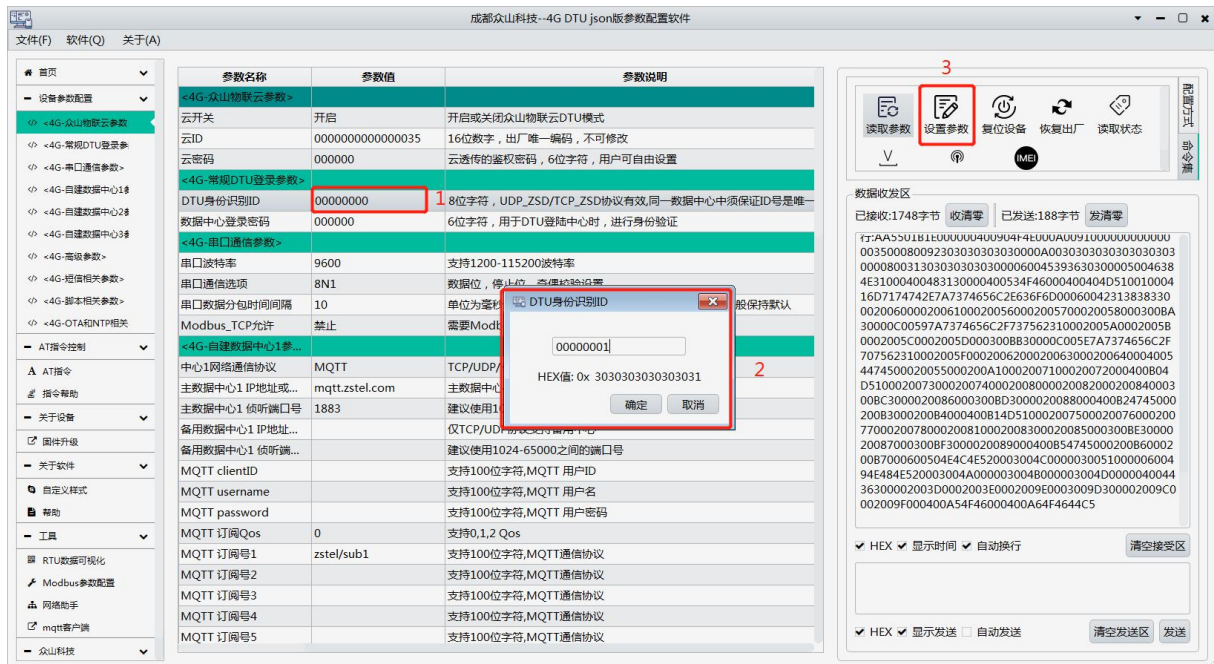 成都众山科技--4G DTU json版参数配置软件
文件(F) 软件(Q) 关于(A)
首页
设备参数配置
<4G-众山物联云参数>
<4G-常规DTU登录参
<4G-串口通信参数>
<4G-自建数据中心1参
<4G-自建数据中心2参
<4G-自建数据中心3参
<4G-高级参数>
<4G-短信相关参数>
<4G-脚本相关参数>
<4G-OTA和NTP相关
AT指令控制
AT指令
指令帮助
关于设备
固件升级
关于软件
自定义样式
帮助
工具
RTU数据可视化
Modbus参数配置
网络助手
mqtt客户端
众山科技
参数名称 参数值 参数说明
<4G-众山物联云参数>
云开关 开启 开启或关闭众山物联云DTU模式
云ID 0000000000000035 16位数字，出厂唯一编码，不可修改
云密码 000000 云透传的鉴权密码，6位字符，用户可自由设置
<4G-常规DTU登录参数>
DTU身份识别ID 00000000 1 8位字符，UDP_ZSD/TCP_ZSD协议有效,同一数据中心中须保证ID号是唯一
数据中心登录密码 000000 6位字符，用于DTU登陆中心时，进行身份验证
<4G-串口通信参数>
串口波特率 9600 支持1200-115200波特率
串口通信选项 8N1 数据位，停止位，奇偶校验设置
串口数据分包时间间隔 10 单位为毫秒 般保持默认
Modbus_TCP允许 禁止 需要Modb
<4G-自建数据中心1参...
中心1网络通信协议 MQTT TCP/UDP/
主数据中心1 IP地址或... mqtt.zstel.com 主数据中心
主数据中心1 侦听端口号 1883 建议使用10
备用数据中心1 IP地址... 仅TCP/UDP协议支持备用中心
备用数据中心1 侦听端... 建议使用1024-65000之间的端口号
MQTT clientID 支持100位字符,MQTT 用户ID
MQTT username 支持100位字符,MQTT 用户名
MQTT password 支持100位字符,MQTT 用户密码
MQTT 订阅Qos 0 支持0,1,2 Qos
MQTT 订阅号1 zstel/sub1 支持100位字符,MQTT通信协议
MQTT 订阅号2 支持100位字符,MQTT通信协议
MQTT 订阅号3 支持100位字符,MQTT通信协议
MQTT 订阅号4 支持100位字符,MQTT通信协议
MQTT 订阅号5 支持100位字符,MQTT通信协议
DTU身份识别ID
00000001
HEX值: 0x 3030303030303031
2
确定 取消
3
读取参数 设置参数 复位设备 恢复出厂 读取状态
IMEI
配置方式
命令集
数据收发区
已接收:1748字节 收清零 已发送:188字节 发清零
行:AA5501B1E000000400904F4E000A0091000000000000
0035000800923030303030300000A00303030303030303030303
0000800313030303030300000600453936303000050046 38
4E31000400483130000400534F46000400404D510010004
16D7174742E7A7374656C2E636F6D00060042313838330
0020060000200610002005600020057000200580003 00BA
30000C00597A7374656C2F737562310002005A0002005B
0002005C0002005D000300BB30000C005E7A7374656C2F
707562310002005F00020062000200630002006400 04005
447450002005500020 0A10002007100020072000400B04
D510002007300020074000200800002008200020084 0003
00BC300002008600 0300BD30000200880004 00B24745000
200B3000200B4000400B14D5100020075000200760 00200
7700020078000200810002008300020085000300BE30000
20087000300BF300002008900 0400B54745000200B60002
00B7000600504E4C4E520003004C0000030051000006004
94E484E520003004A000003004B000003004D0000040044
36300002003D0002003E0002009E0003009D300002009C0
002009F000400A54F46000400A64F4644C5
HEX 显示时间 自动换行 清空接受区
HEX 显示发送 自动发送 清空发送区 发送